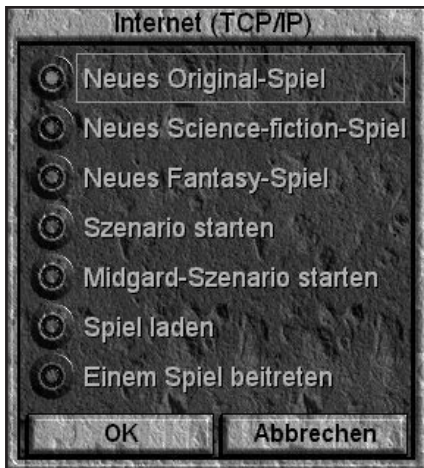 Internet (TCP/IP)
Neues Original-Spiel
Neues Science-fiction-Spiel
Neues Fantasy-Spiel
Szenario starten
Midgard-Szenario starten
Spiel laden
Einem Spiel beitreten
OK Abbrechen